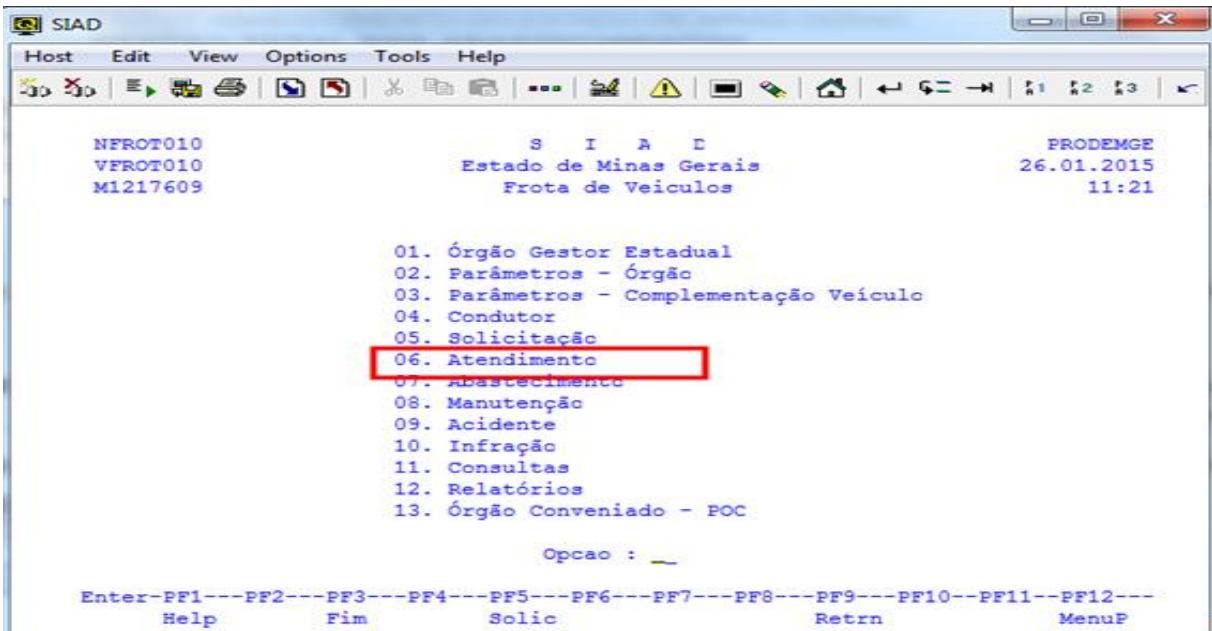 SIAD
Host Edit View Options Tools Help
NFROT010 S I A D PRODEMGE
VFROT010 Estado de Minas Gerais 26.01.2015
M1217609 Frota de Veiculos 11:21
01. Órgão Gestor Estadual
02. Parâmetros - Órgão
03. Parâmetros - Complementação Veículo
04. Condutor
05. Solicitação
06. Atendimento
07. Abastecimento
08. Manutenção
09. Acidente
10. Infração
11. Consultas
12. Relatórios
13. Órgão Conveniado - POC
Opcao : __
Enter-PF1---PF2---PF3---PF4---PF5---PF6---PF7---PF8---PF9---PF10--PF11--PF12---
Help Fim Solic Retrn MenuP